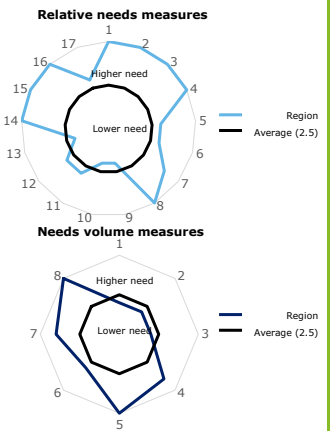 Relative needs measures
1
17
2
16
3
Higher need
15
4
14
Lower need
5
13
6
12
7
11
8
10
9
Region
Average (2.5)
Needs volume measures
1
8
Higher need
2
7
Lower need
3
6
4
5
Region
Average (2.5)